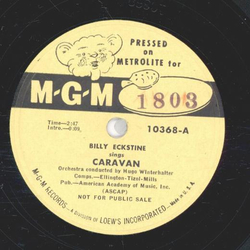 PRESSED
ON
METROLITE for
M-G-M
1803
Time—2:47
Intro.—0:08
10368-A
BILLY ECKSTINE
sings
CARAVAN
Orchestra conducted by Hugo Winterhalter
Comps.—Ellington-Tizol-Mills
Pub.—American Academy of Music, Inc.
(ASCAP)
NOT FOR PUBLIC SALE
M-G-M RECORDS—A DIVISION OF LOEW'S INCORPORATED—MADE IN U.S.A.